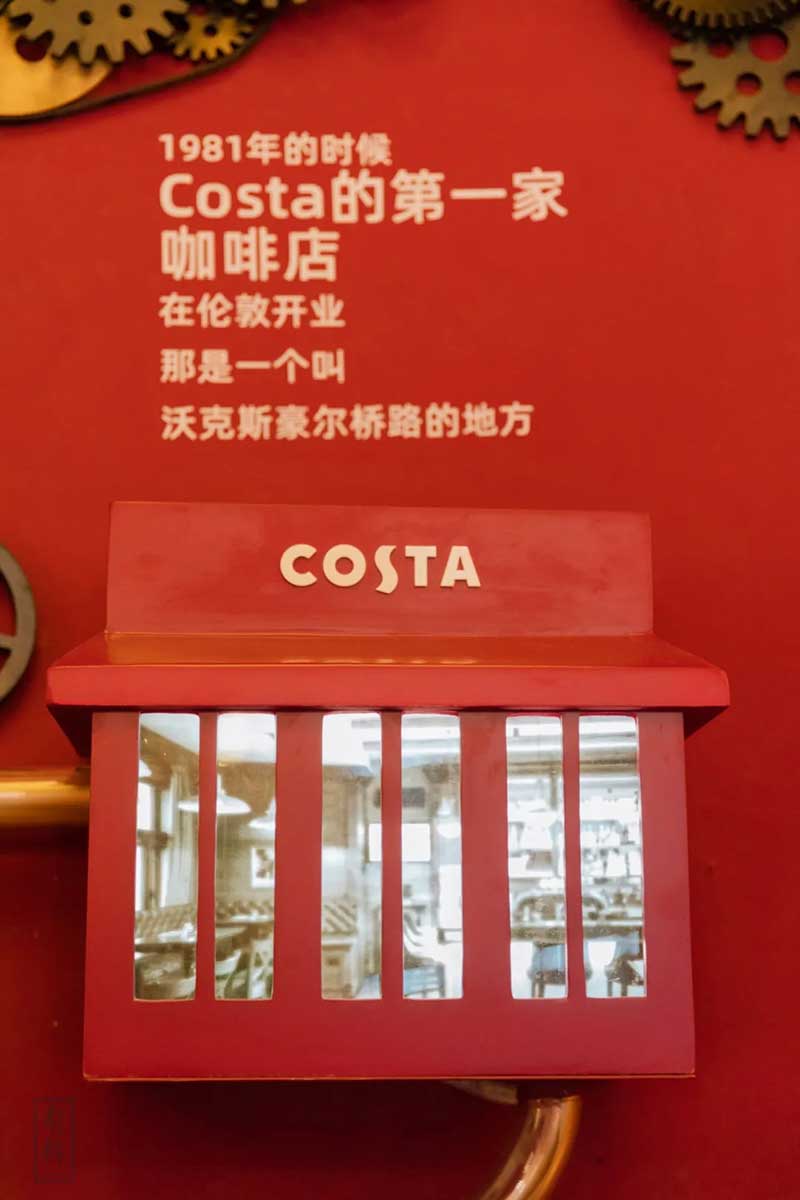 1981年的时候
Costa的第一家
咖啡店
在伦敦开业
那是一个叫
沃克斯豪尔桥路的地方
COSTA